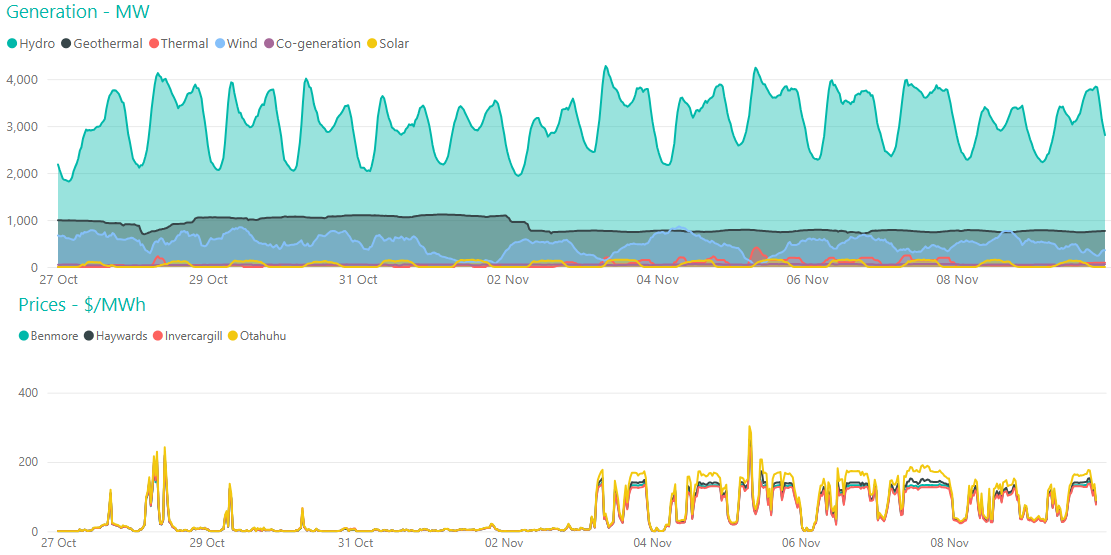 Generation - MW
Hydro Geothermal Thermal Wind Co-generation Solar
4,000
3,000
2,000
1,000
0
27 Oct 29 Oct 31 Oct 02 Nov 04 Nov 06 Nov 08 Nov
Prices - $/MWh
Benmore Haywards Invercargill Otahuhu
400
200
0
27 Oct 29 Oct 31 Oct 02 Nov 04 Nov 06 Nov 08 Nov